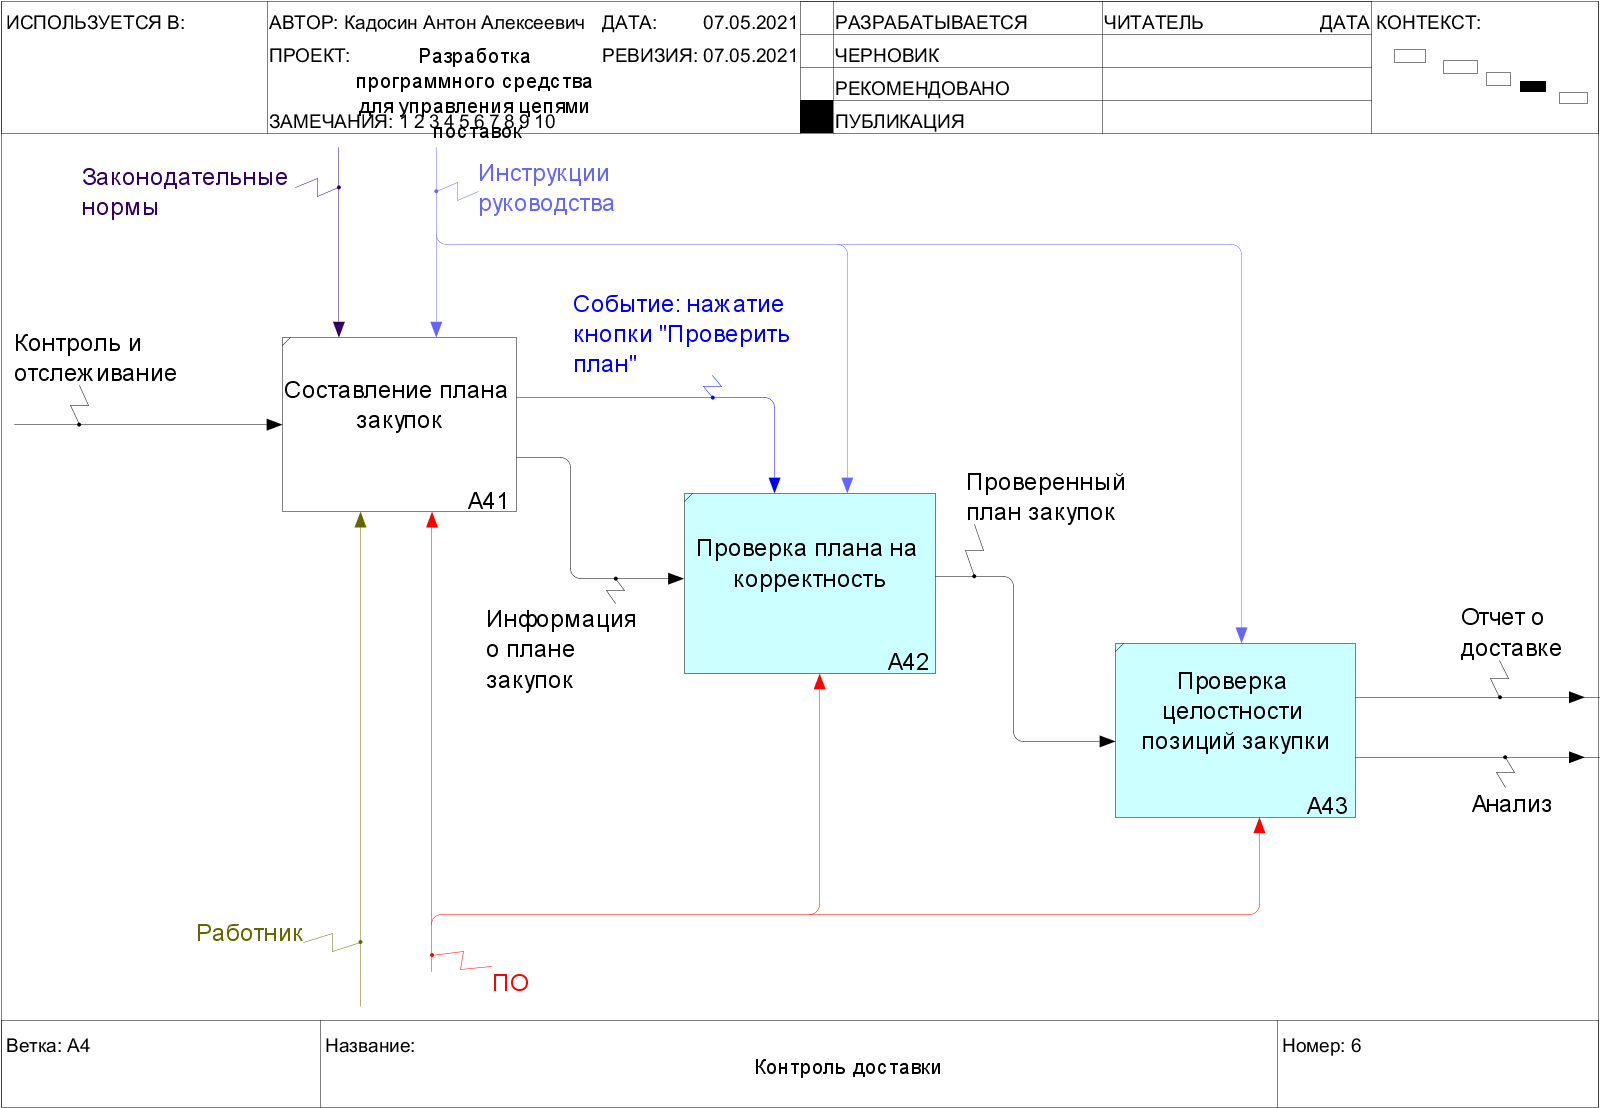 ИСПОЛЬЗУЕТСЯ В:
АВТОР: Кадосин Антон Алексеевич
ДАТА: 07.05.2021
РАЗРАБАТЫВАЕТСЯ
ЧИТАТЕЛЬ
ДАТА
КОНТЕКСТ:
ПРОЕКТ:
Разработка
программного средства
для управления цепями
поставок
РЕВИЗИЯ: 07.05.2021
ЧЕРНОВИК
РЕКОМЕНДОВАНО
ЗАМЕЧАНИЯ: 1 2 3 4 5 6 7 8 9 10
ПУБЛИКАЦИЯ
Законодательные
нормы
Инструкции
руководства
Событие: нажатие
кнопки "Проверить
план"
Контроль и
отслеживание
Составление плана
закупок
A41
Проверенный
план закупок
Проверка плана на
корректность
A42
Информация
о плане
закупок
Отчет о
доставке
Проверка
целостности
позиций закупки
A43
Анализ
Работник
ПО
Ветка: A4
Название:
Контроль доставки
Номер: 6